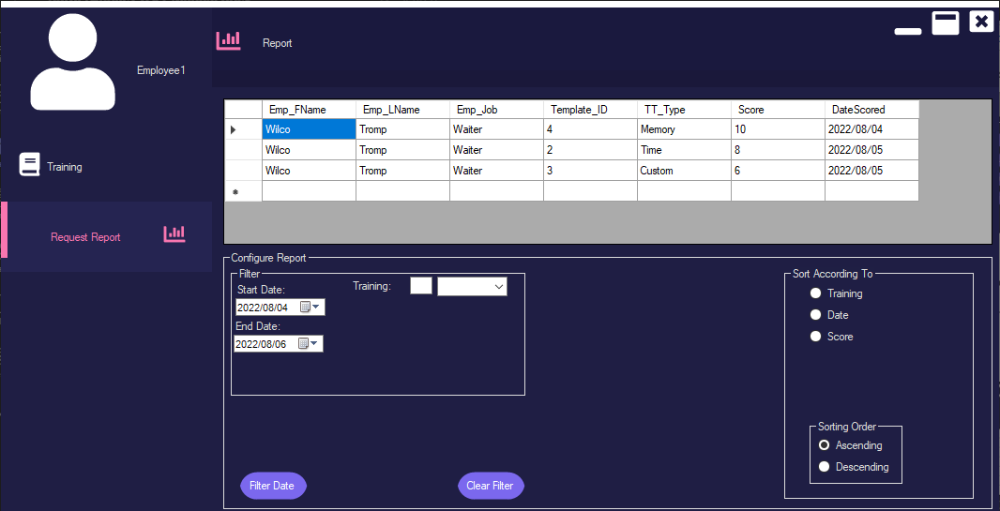 Report
Employee1
Emp_FName Emp_LName Emp_Job Template_ID TT_Type Score DateScored
Wilco Tromp Waiter 4 Memory 10 2022/08/04
Wilco Tromp Waiter 2 Time 8 2022/08/05
Wilco Tromp Waiter 3 Custom 6 2022/08/05
Training
Request Report
Configure Report
Filter
Start Date:
2022/08/04
End Date:
2022/08/06
Training:
Sort According To
Training
Date
Score
Sorting Order
Ascending
Descending
Filter Date
Clear Filter